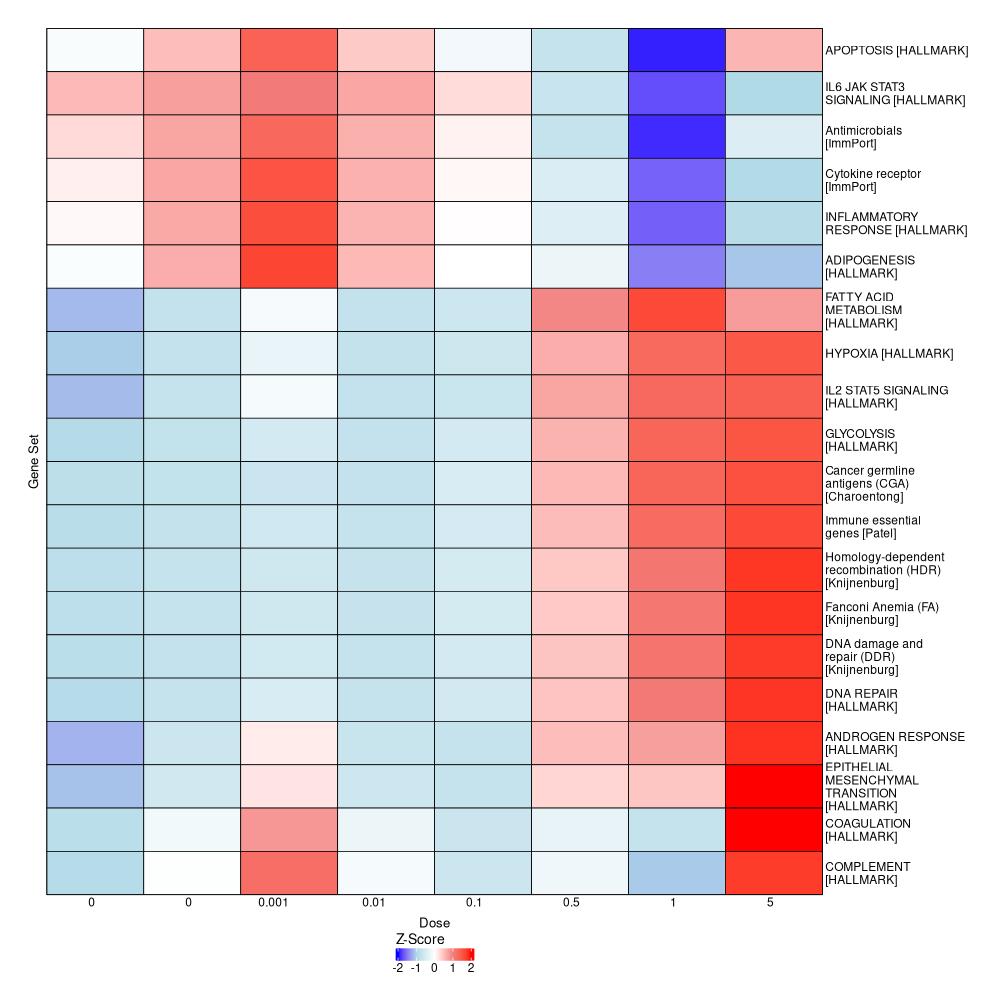 APOPTOSIS [HALLMARK]
IL6 JAK STAT3
SIGNALING [HALLMARK]
Antimicrobials
[ImmPort]
Cytokine receptor
[ImmPort]
INFLAMMATORY
RESPONSE [HALLMARK]
ADIPOGENESIS
[HALLMARK]
FATTY ACID
METABOLISM
[HALLMARK]
HYPOXIA [HALLMARK]
IL2 STAT5 SIGNALING
[HALLMARK]
GLYCOLYSIS
[HALLMARK]
Cancer germline
antigens (CGA)
[Charoentong]
Immune essential
genes [Patel]
Homology-dependent
recombination (HDR)
[Knijnenburg]
Fanconi Anemia (FA)
[Knijnenburg]
DNA damage and
repair (DDR)
[Knijnenburg]
DNA REPAIR
[HALLMARK]
ANDROGEN RESPONSE
[HALLMARK]
EPITHELIAL
MESENCHYMAL
TRANSITION
[HALLMARK]
COAGULATION
[HALLMARK]
COMPLEMENT
[HALLMARK]
Gene Set
0 0 0.001 0.01 0.1 0.5 1 5
Dose
Z-Score
-2 -1 0 1 2